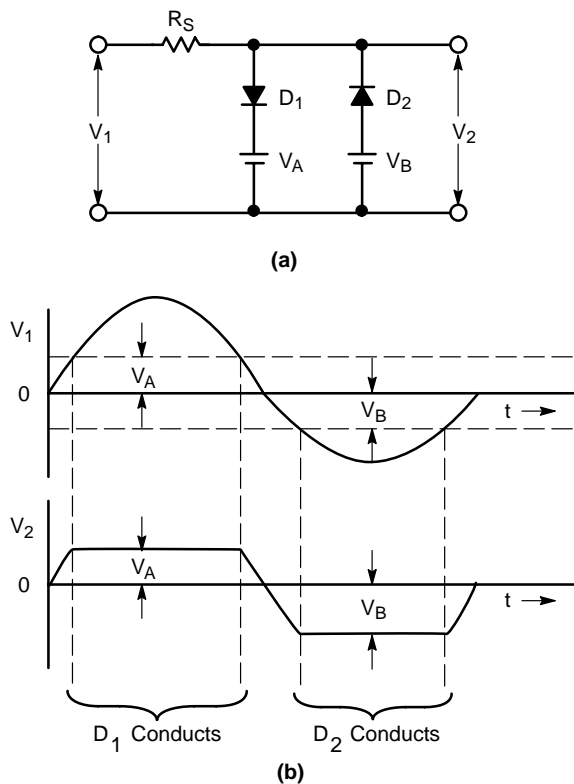 R_S
D_1 D_2
V_1 V_A V_B V_2
(a)
V_1
V_A
0
V_B
t
V_2
V_A
0
V_B
t
D_1 Conducts D_2 Conducts
(b)